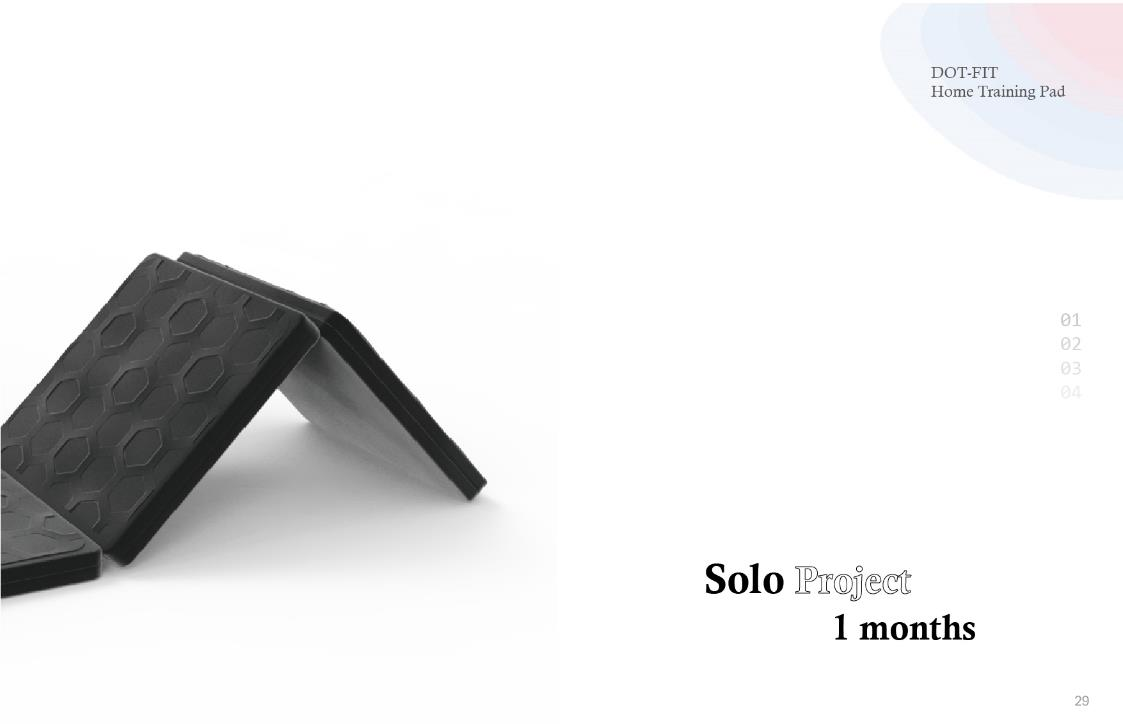 DOT-FIT
Home Training Pad
01
02
03
04
Solo Project
1 months
29